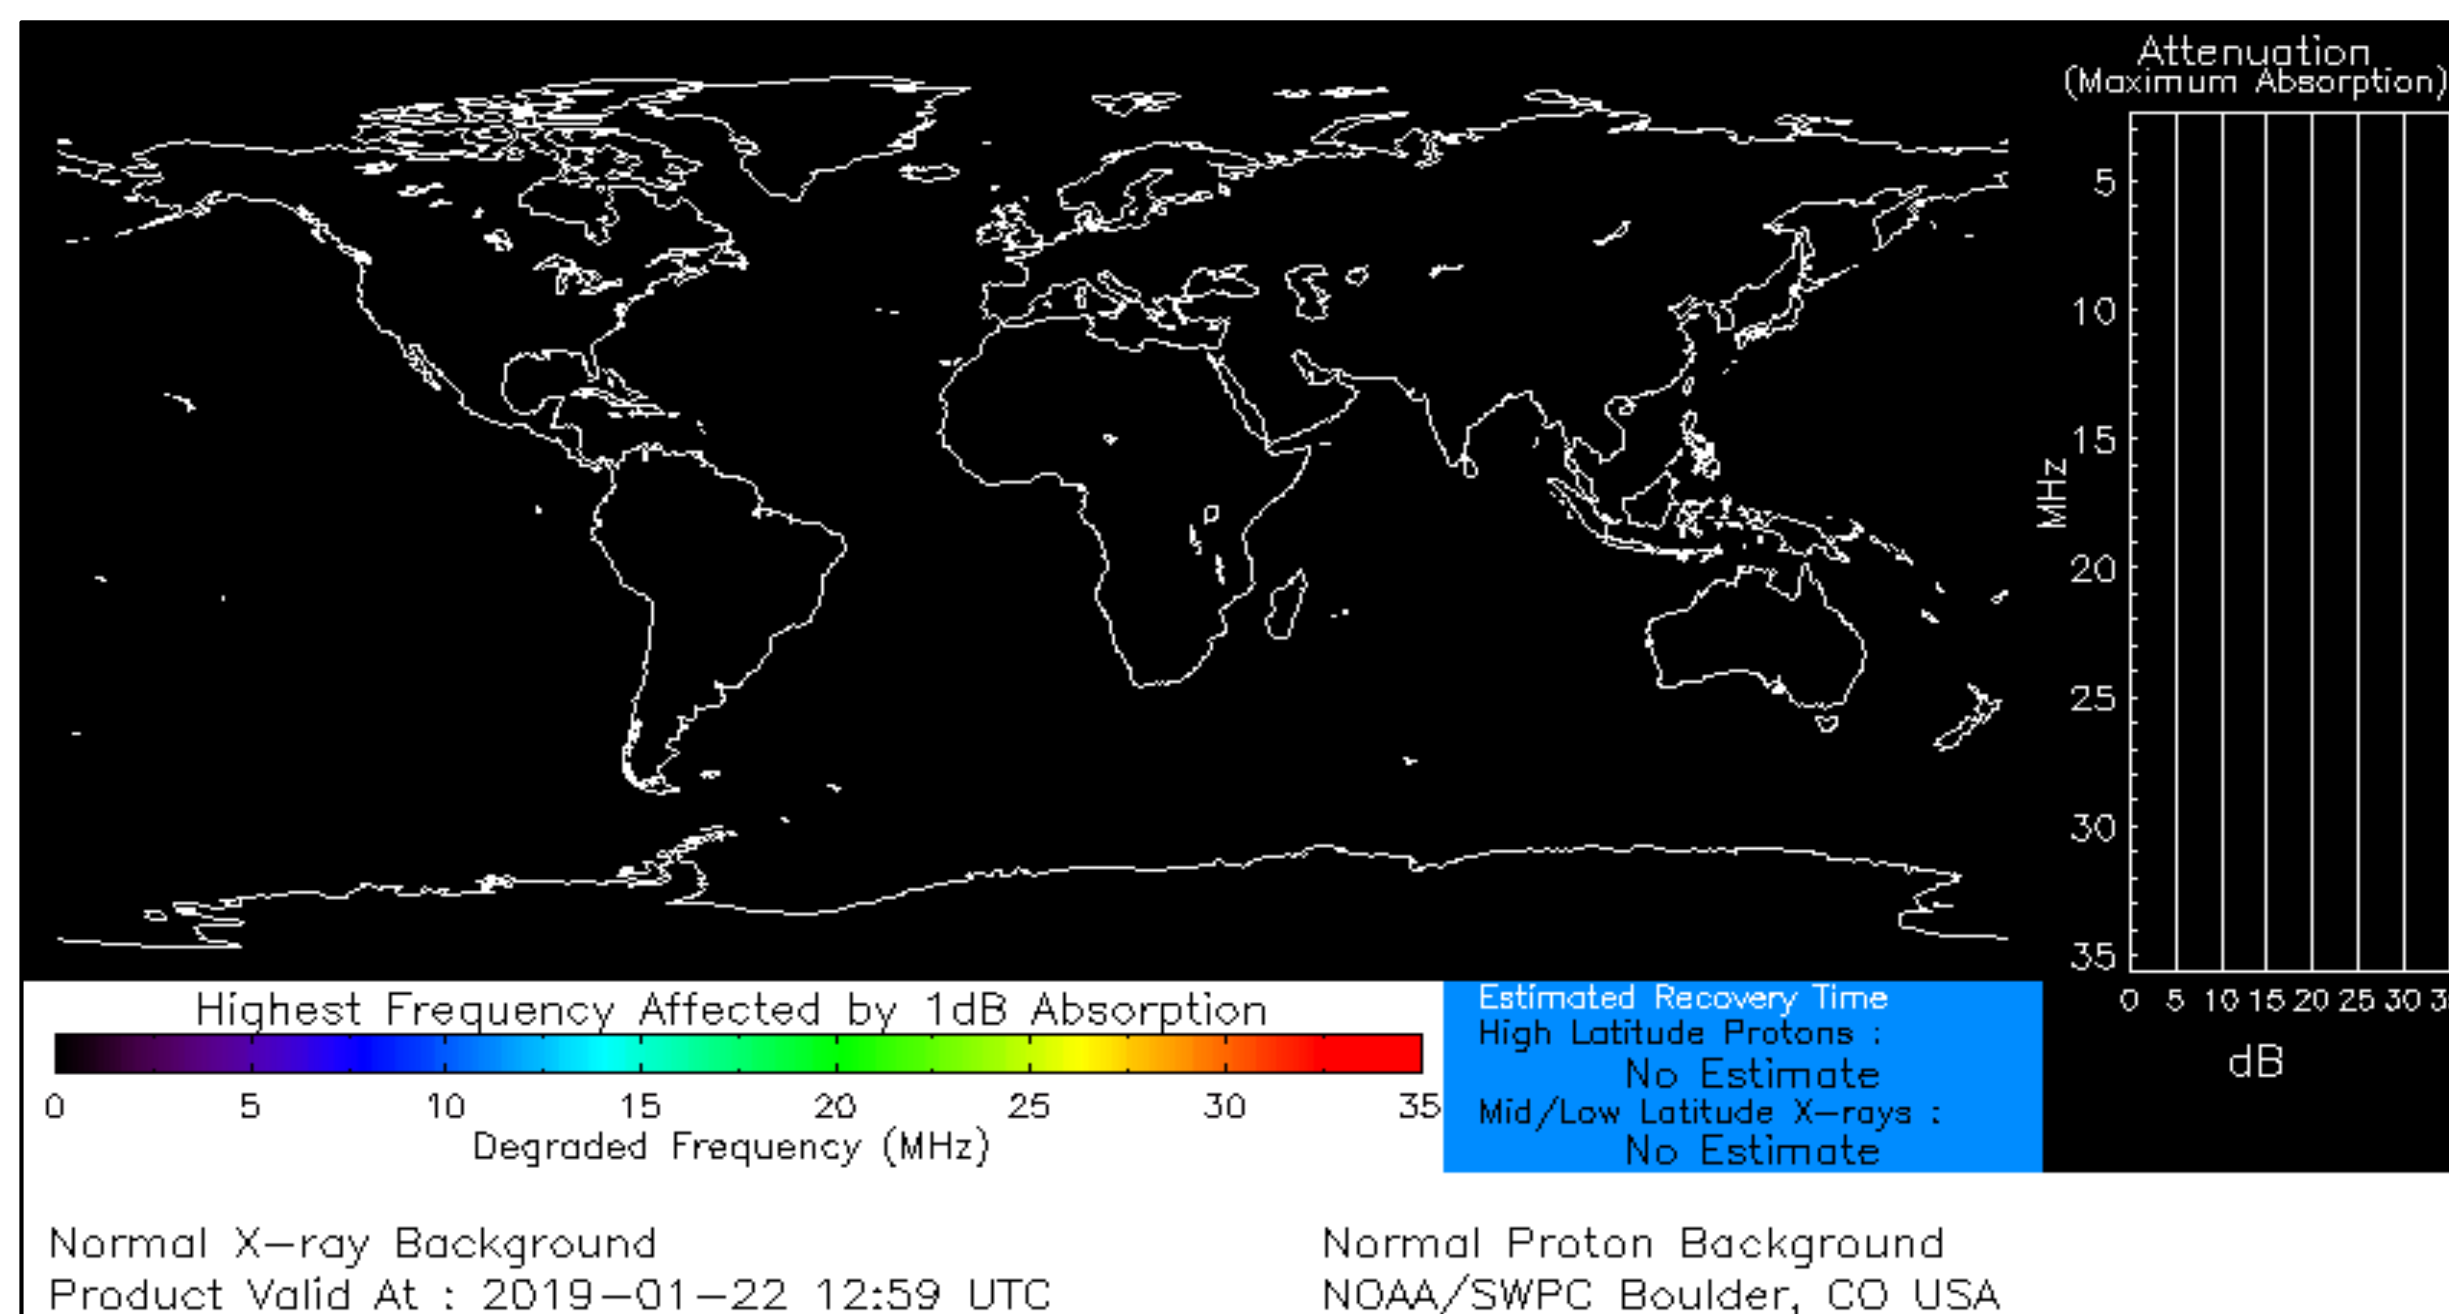 Attenuation
(Maximum Absorption)
5
10
15
20
25
30
35
MHz
0 5 10 15 20 25 30 3
dB
Highest Frequency Affected by 1dB Absorption
0 5 10 15 20 25 30 35
Degraded Frequency (MHz)
Estimated Recovery Time
High Latitude Protons :
No Estimate
Mid/Low Latitude X-rays :
No Estimate
Normal X-ray Background
Normal Proton Background
Product Valid At : 2019-01-22 12:59 UTC
NOAA/SWPC Boulder, CO USA